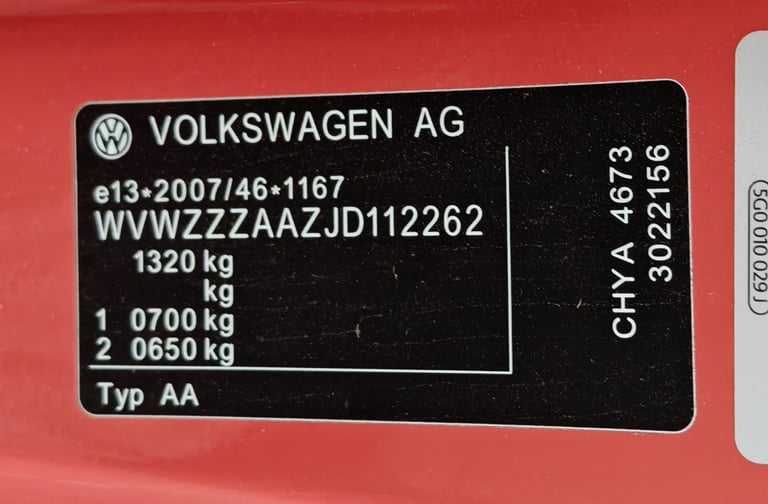 VOLKSWAGEN AG
e13*2007/46*1167
WVWZZZAAZJD112262
1320 kg
kg
1 0700 kg
2 0650 kg
Typ AA
CHYA 4673
3022156
5G0 010 029 J